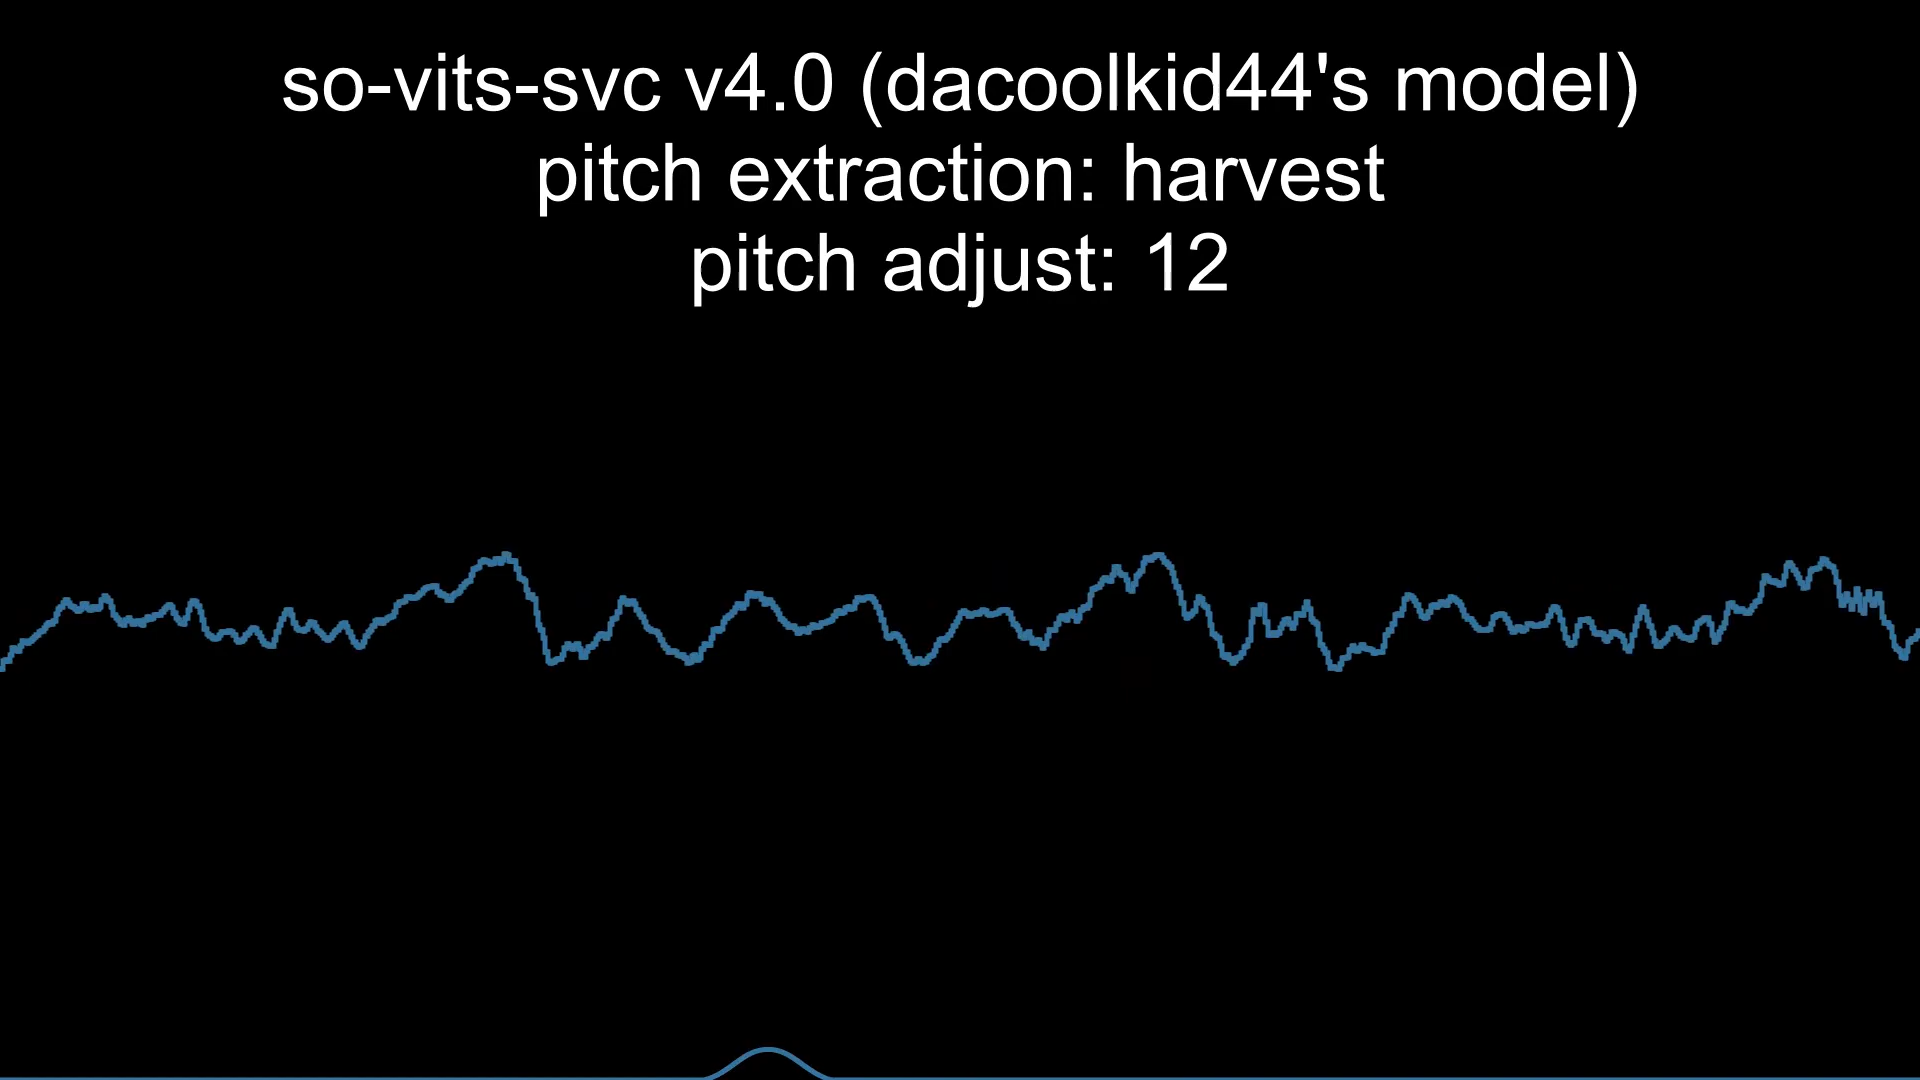 so-vits-svc v4.0 (dacoolkid44's model)
pitch extraction: harvest
pitch adjust: 12